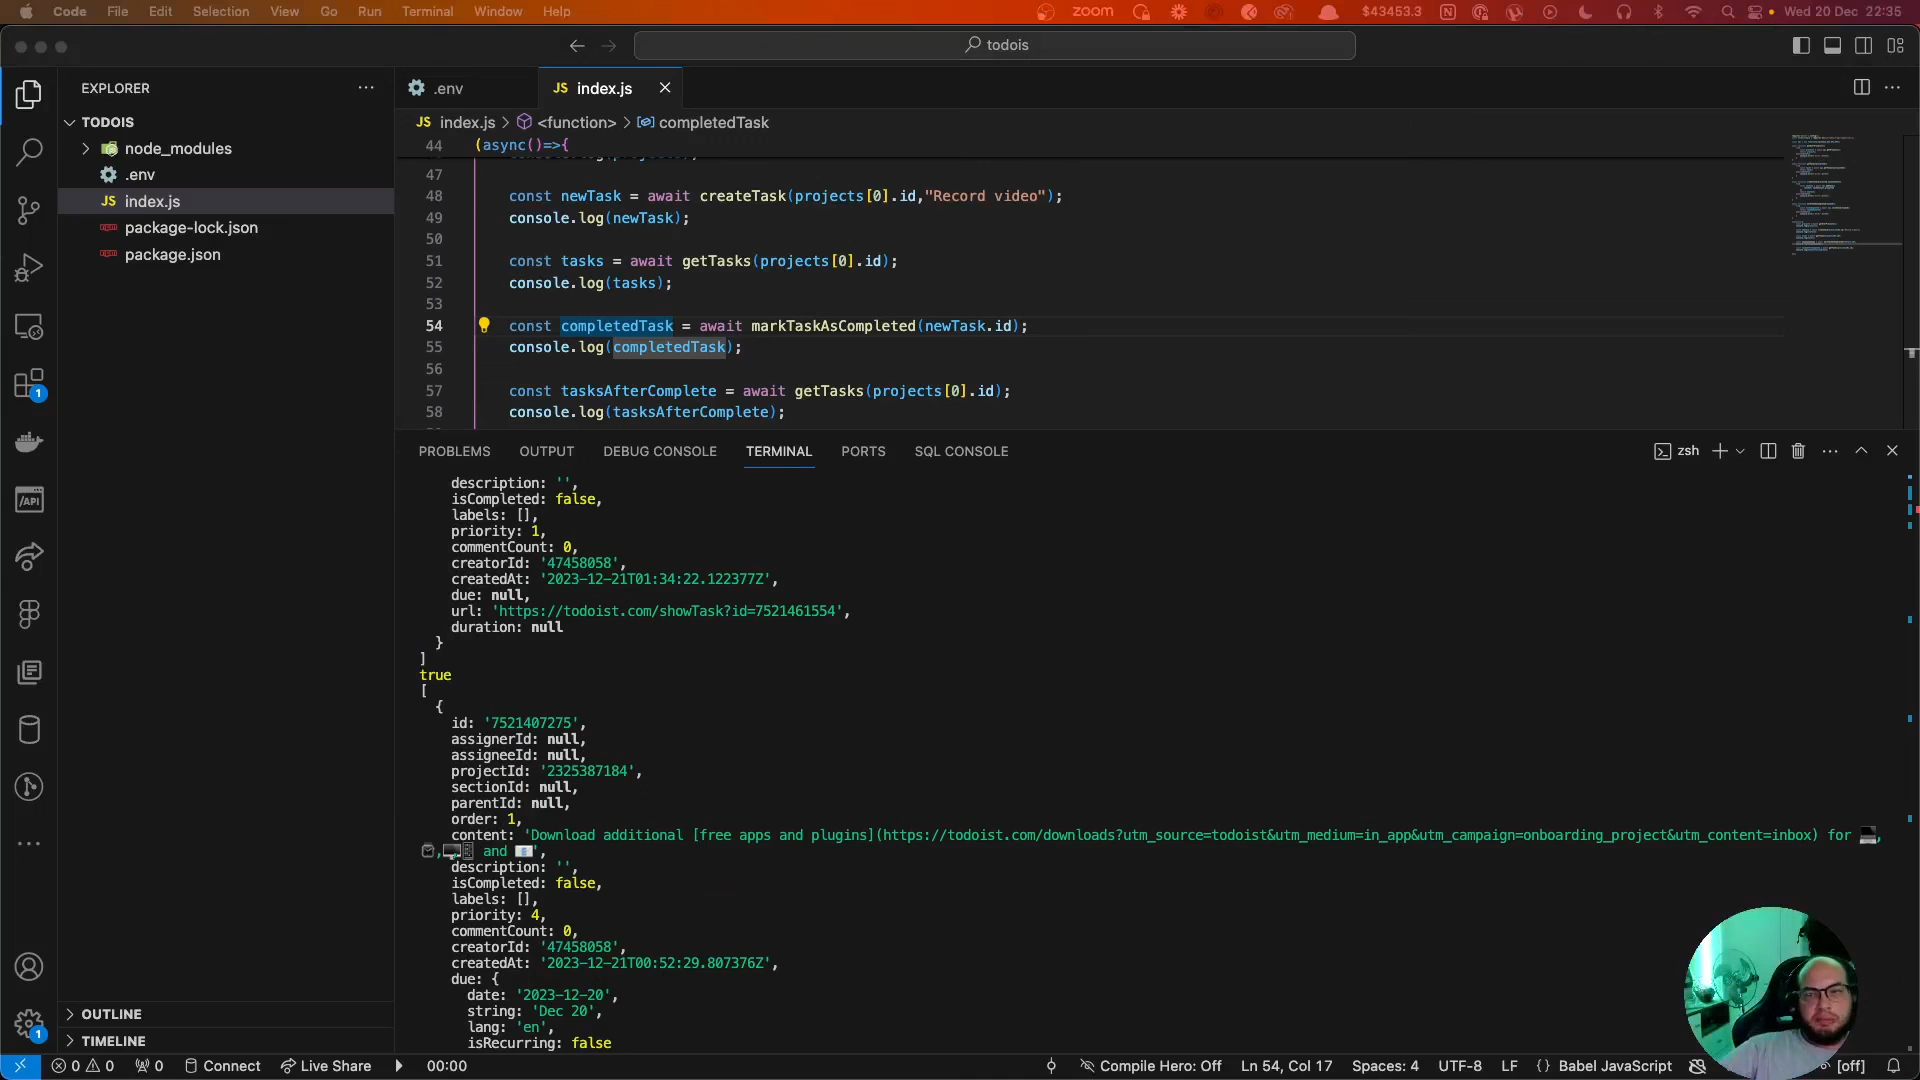 Code File Edit Selection View Go Run Terminal Window Help zoom $43453.3 Wed 20 Dec 22:35
todois
EXPLORER
.env
JS index.js
TODOIS
JS index.js > <function> > completedTask
node_modules
.env
JS index.js
package-lock.json
package.json
44 (async()=>{
47
48 const newTask = await createTask(projects[0].id,"Record video");
49 console.log(newTask);
50
51 const tasks = await getTasks(projects[0].id);
52 console.log(tasks);
53
54 const completedTask = await markTaskAsCompleted(newTask.id);
55 console.log(completedTask);
56
57 const tasksAfterComplete = await getTasks(projects[0].id);
58 console.log(tasksAfterComplete);
PROBLEMS OUTPUT DEBUG CONSOLE TERMINAL PORTS SQL CONSOLE zsh
description: '',
isCompleted: false,
labels: [],
priority: 1,
commentCount: 0,
creatorId: '47458058',
createdAt: '2023-12-21T01:34:22.122377Z',
due: null,
url: 'https://todoist.com/showTask?id=7521461554',
duration: null
}
]
true
[
{
id: '7521407275',
assignerId: null,
assigneeId: null,
projectId: '2325387184',
sectionId: null,
parentId: null,
order: 1,
content: 'Download additional [free apps and plugins](https://todoist.com/downloads?utm_source=todoist&utm_medium=in_app&utm_campaign=onboarding_project&utm_content=inbox) for 💻,
and 📧',
description: '',
isCompleted: false,
labels: [],
priority: 4,
commentCount: 0,
creatorId: '47458058',
createdAt: '2023-12-21T00:52:29.807376Z',
due: {
date: '2023-12-20',
string: 'Dec 20',
lang: 'en',
isRecurring: false
1
/API
1
OUTLINE
TIMELINE
0 0 0 Connect Live Share 00:00 Compile Hero: Off Ln 54, Col 17 Spaces: 4 UTF-8 LF {} Babel JavaScript [off]